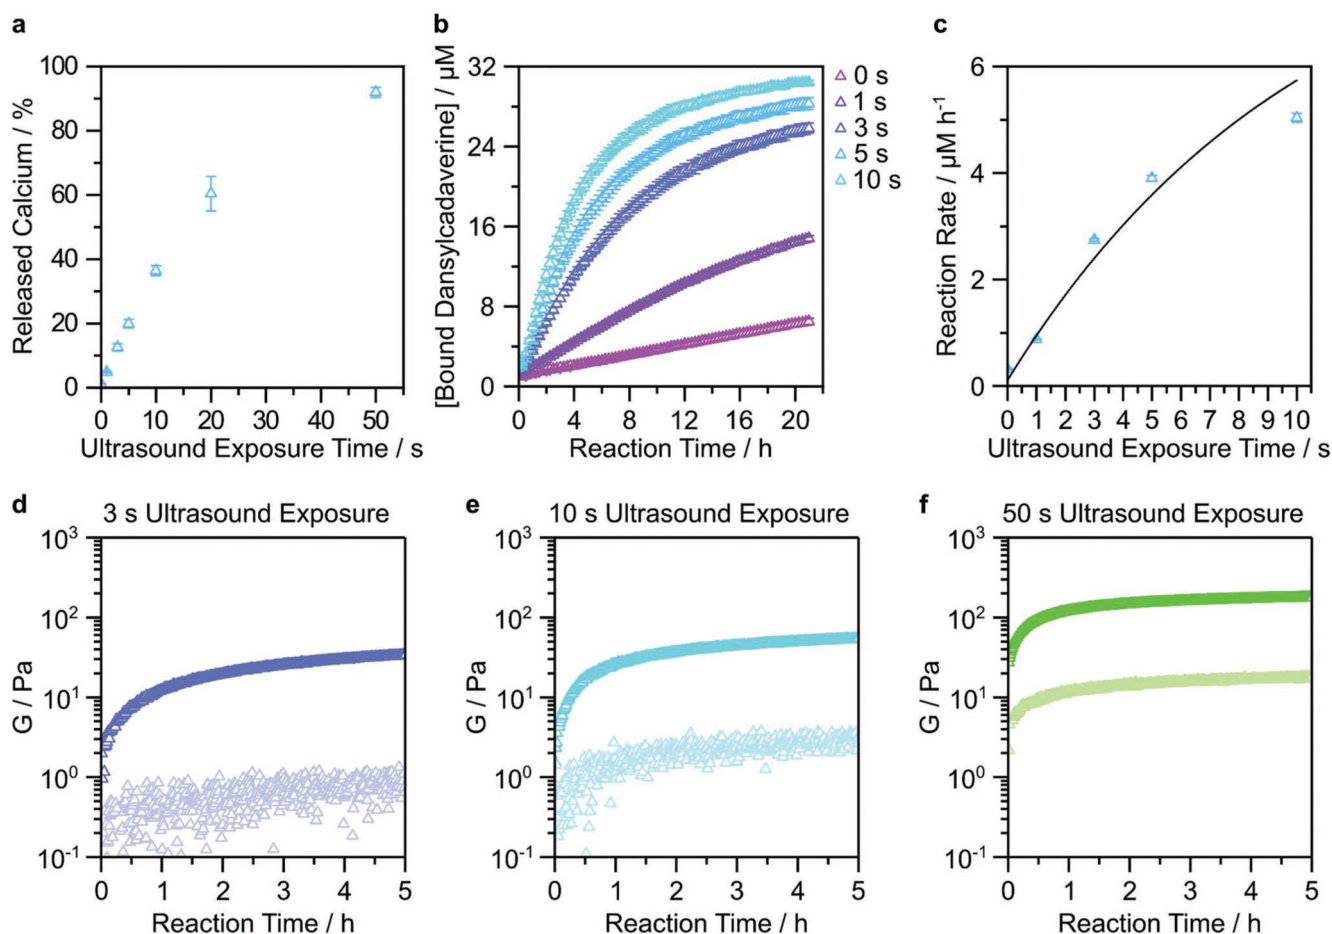 a
Released Calcium / %
100
80
60
40
20
0
0 10 20 30 40 50
Ultrasound Exposure Time / s
b
[Bound Dansylcadaverine] / μM
32
24
16
8
0
0 4 8 12 16 20
Reaction Time / h
0 s
1 s
3 s
5 s
10 s
c
Reaction Rate / μM h⁻¹
6
4
2
0
0 1 2 3 4 5 6 7 8 9 10
Ultrasound Exposure Time / s
d
3 s Ultrasound Exposure
G / Pa
10³
10²
10¹
10⁰
10⁻¹
0 1 2 3 4 5
Reaction Time / h
e
10 s Ultrasound Exposure
G / Pa
10³
10²
10¹
10⁰
10⁻¹
0 1 2 3 4 5
Reaction Time / h
f
50 s Ultrasound Exposure
G / Pa
10³
10²
10¹
10⁰
10⁻¹
0 1 2 3 4 5
Reaction Time / h